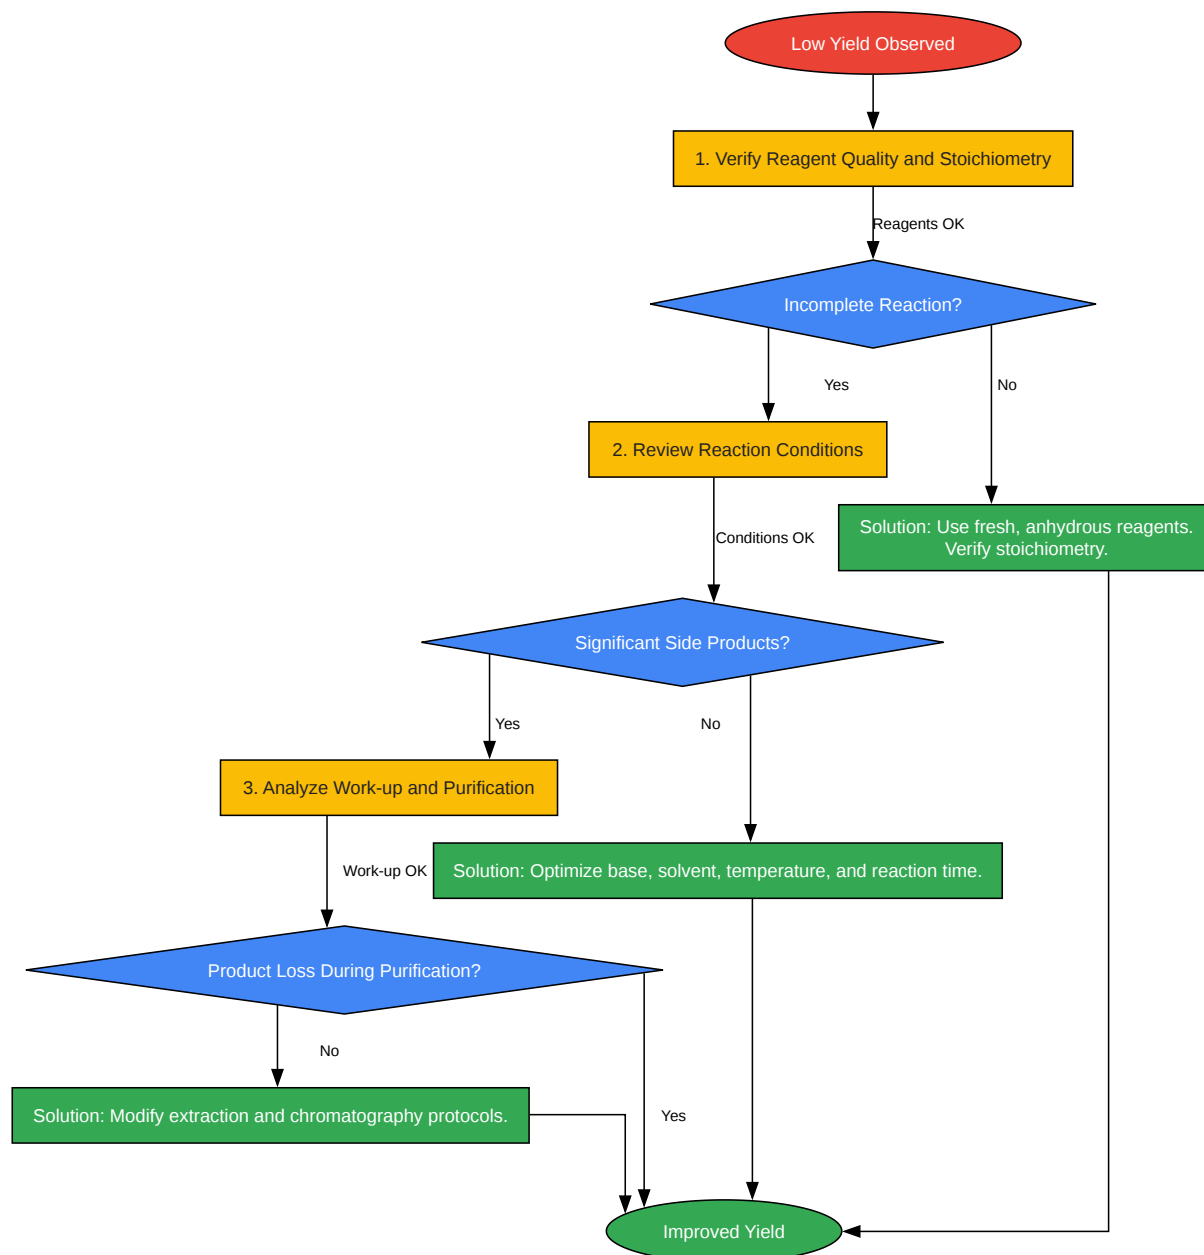 Low Yield Observed
1. Verify Reagent Quality and Stoichiometry
Reagents OK
Incomplete Reaction?
Yes
No
2. Review Reaction Conditions
Solution: Use fresh, anhydrous reagents.
Verify stoichiometry.
Conditions OK
Significant Side Products?
Yes
No
3. Analyze Work-up and Purification
Work-up OK
Solution: Optimize base, solvent, temperature, and reaction time.
Product Loss During Purification?
No
Solution: Modify extraction and chromatography protocols.
Yes
Improved Yield